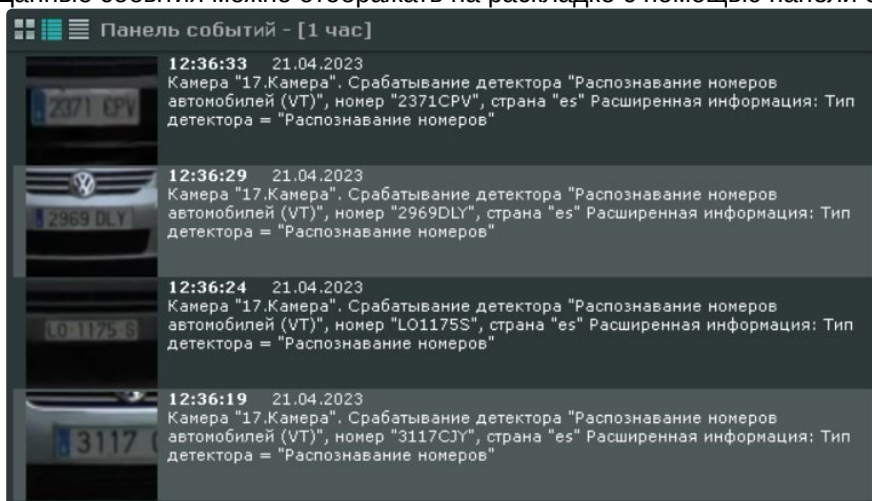 Панель событий - [1 час]
12:36:33 21.04.2023
Камера "17.Камера". Срабатывание детектора "Распознавание номеров
автомобилей (VT)", номер "2371CPV", страна "es" Расширенная информация: Тип
детектора = "Распознавание номеров"
2371 CPV
12:36:29 21.04.2023
Камера "17.Камера". Срабатывание детектора "Распознавание номеров
автомобилей (VT)", номер "2969DLY", страна "es" Расширенная информация: Тип
детектора = "Распознавание номеров"
2969 DLY
12:36:24 21.04.2023
Камера "17.Камера". Срабатывание детектора "Распознавание номеров
автомобилей (VT)", номер "LO1175S", страна "es" Расширенная информация: Тип
детектора = "Распознавание номеров"
LO 1175 S
12:36:19 21.04.2023
Камера "17.Камера". Срабатывание детектора "Распознавание номеров
автомобилей (VT)", номер "3117CJY", страна "es" Расширенная информация: Тип
детектора = "Распознавание номеров"
3117